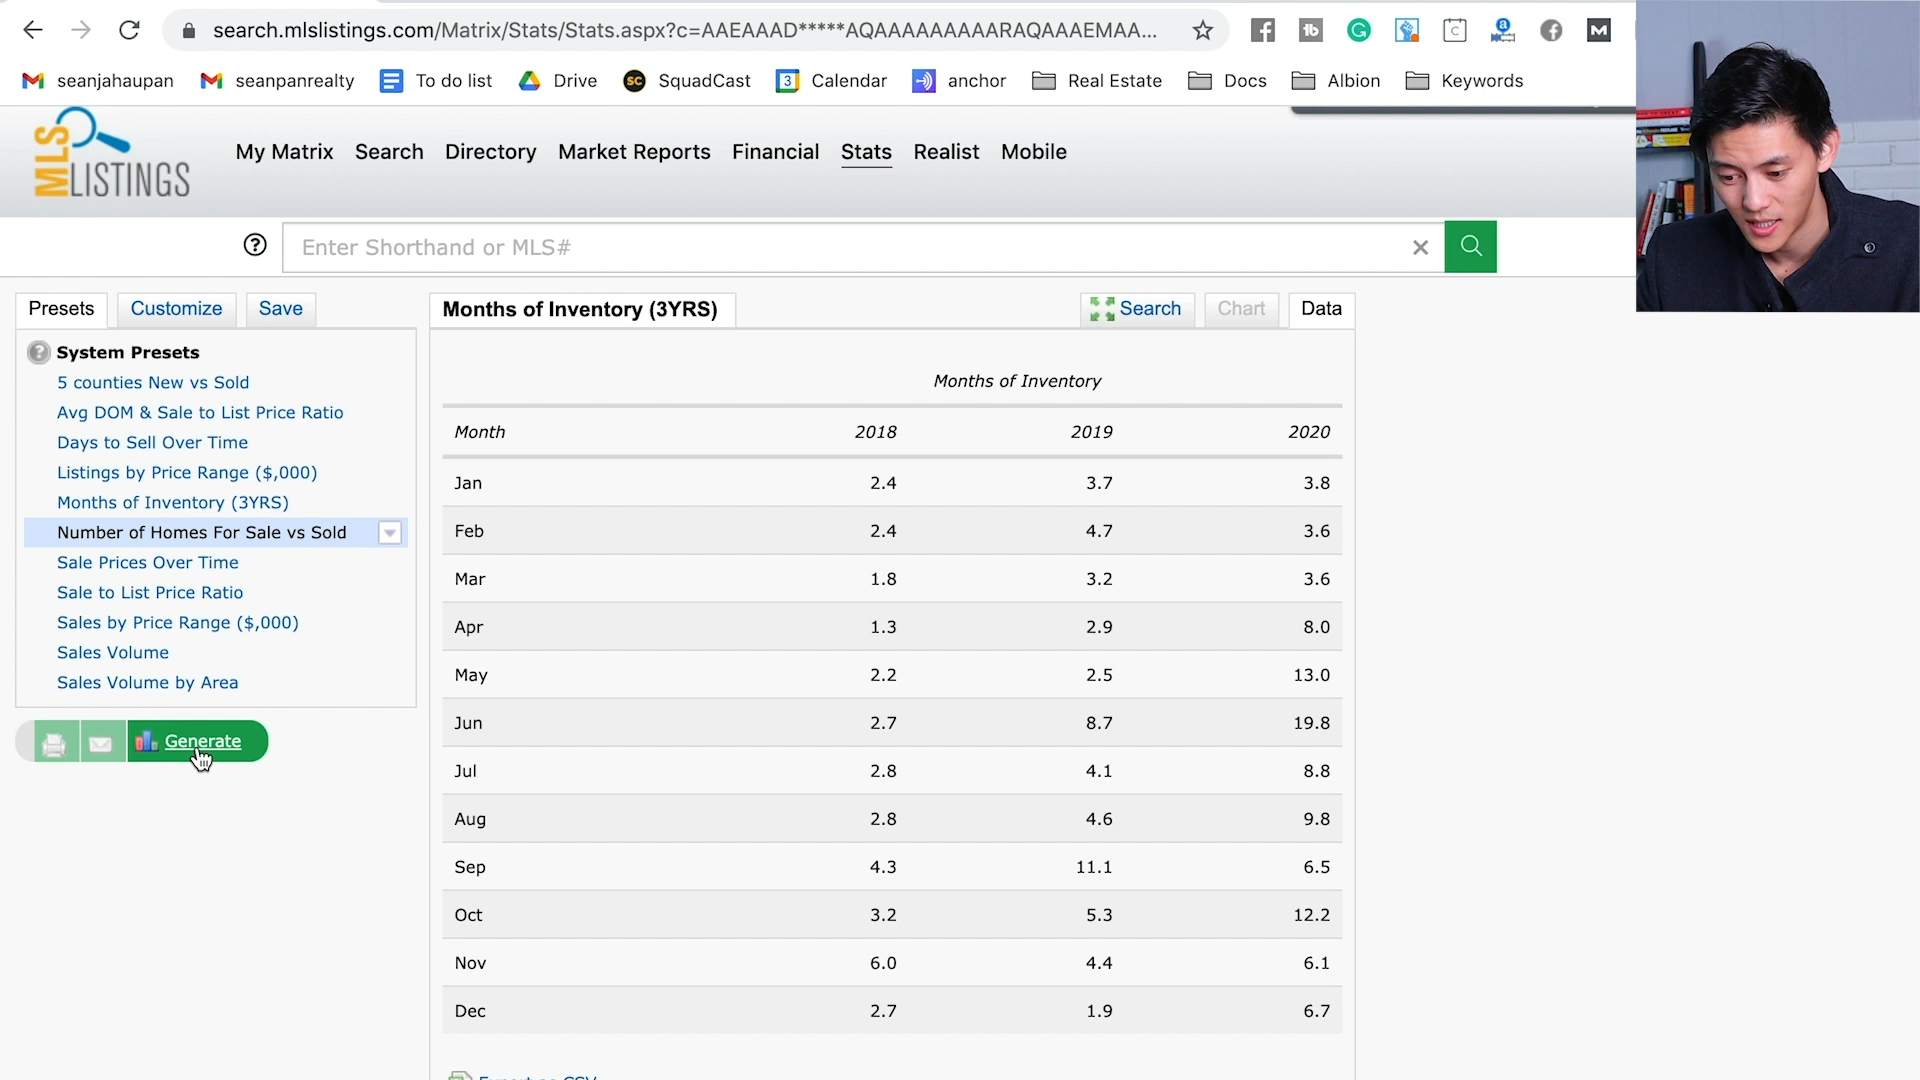 search.mlslistings.com/Matrix/Stats/Stats.aspx?c=AAEAAAD*****AQAAAAAAAAARAQAAAEMAA...
seanjahaupan seanpanrealty To do list Drive SC SquadCast 3 Calendar anchor Real Estate Docs Albion Keywords
MLS LISTINGS
My Matrix Search Directory Market Reports Financial Stats Realist Mobile
Enter Shorthand or MLS#
Presets Customize Save
System Presets
5 counties New vs Sold
Avg DOM & Sale to List Price Ratio
Days to Sell Over Time
Listings by Price Range ($,000)
Months of Inventory (3YRS)
Number of Homes For Sale vs Sold
Sale Prices Over Time
Sale to List Price Ratio
Sales by Price Range ($,000)
Sales Volume
Sales Volume by Area
Generate
Months of Inventory (3YRS) Search Chart Data
Months of Inventory
Month 2018 2019 2020
Jan 2.4 3.7 3.8
Feb 2.4 4.7 3.6
Mar 1.8 3.2 3.6
Apr 1.3 2.9 8.0
May 2.2 2.5 13.0
Jun 2.7 8.7 19.8
Jul 2.8 4.1 8.8
Aug 2.8 4.6 9.8
Sep 4.3 11.1 6.5
Oct 3.2 5.3 12.2
Nov 6.0 4.4 6.1
Dec 2.7 1.9 6.7
Export as CSV